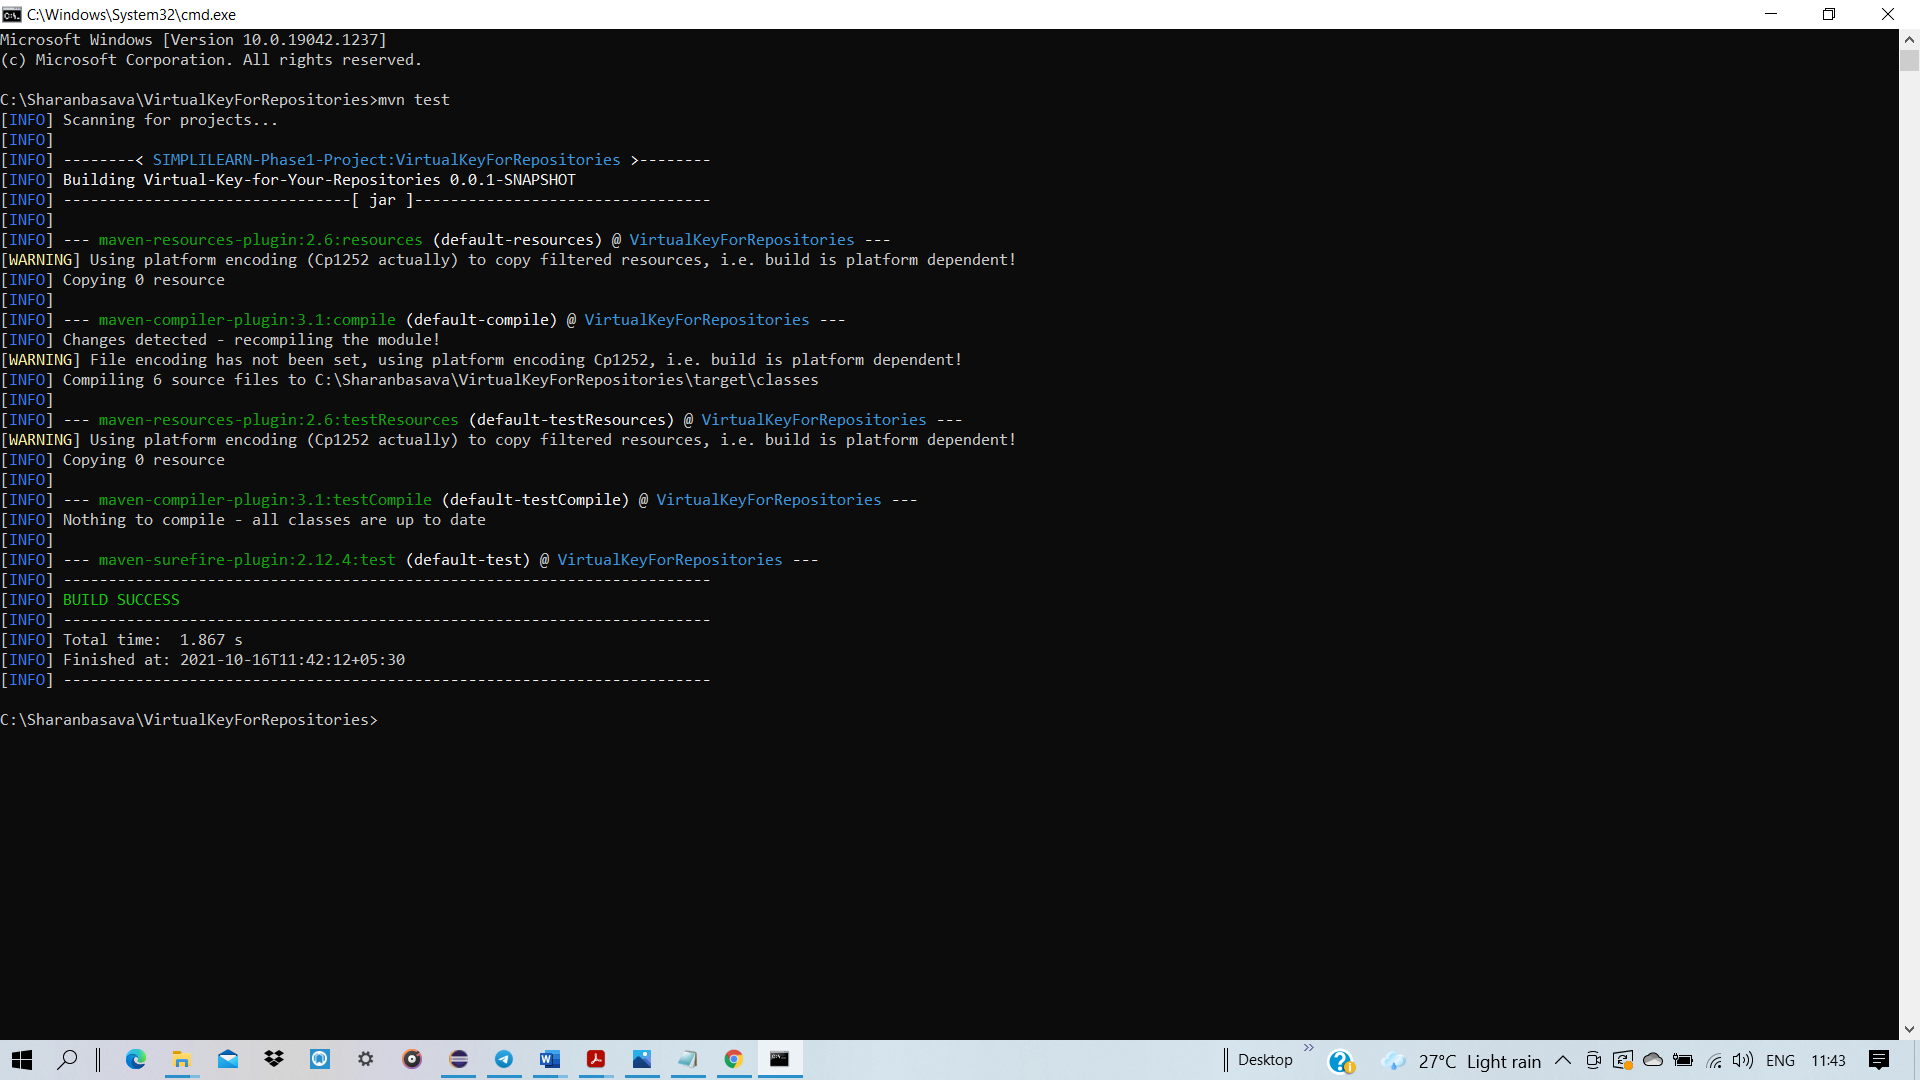 C:\Windows\System32\cmd.exe
Microsoft Windows [Version 10.0.19042.1237]
(c) Microsoft Corporation. All rights reserved.
C:\Sharanbasava\VirtualKeyForRepositories>mvn test
[INFO] Scanning for projects...
[INFO]
[INFO] --------< SIMPLILEARN-Phase1-Project:VirtualKeyForRepositories >--------
[INFO] Building Virtual-Key-for-Your-Repositories 0.0.1-SNAPSHOT
[INFO] --------------------------------[ jar ]---------------------------------
[INFO]
[INFO] --- maven-resources-plugin:2.6:resources (default-resources) @ VirtualKeyForRepositories ---
[WARNING] Using platform encoding (Cp1252 actually) to copy filtered resources, i.e. build is platform dependent!
[INFO] Copying 0 resource
[INFO]
[INFO] --- maven-compiler-plugin:3.1:compile (default-compile) @ VirtualKeyForRepositories ---
[INFO] Changes detected - recompiling the module!
[WARNING] File encoding has not been set, using platform encoding Cp1252, i.e. build is platform dependent!
[INFO] Compiling 6 source files to C:\Sharanbasava\VirtualKeyForRepositories\target\classes
[INFO]
[INFO] --- maven-resources-plugin:2.6:testResources (default-testResources) @ VirtualKeyForRepositories ---
[WARNING] Using platform encoding (Cp1252 actually) to copy filtered resources, i.e. build is platform dependent!
[INFO] Copying 0 resource
[INFO]
[INFO] --- maven-compiler-plugin:3.1:testCompile (default-testCompile) @ VirtualKeyForRepositories ---
[INFO] Nothing to compile - all classes are up to date
[INFO]
[INFO] --- maven-surefire-plugin:2.12.4:test (default-test) @ VirtualKeyForRepositories ---
[INFO] ------------------------------------------------------------------------
[INFO] BUILD SUCCESS
[INFO] ------------------------------------------------------------------------
[INFO] Total time:  1.867 s
[INFO] Finished at: 2021-10-16T11:42:12+05:30
[INFO] ------------------------------------------------------------------------
C:\Sharanbasava\VirtualKeyForRepositories>
Desktop 27°C Light rain ENG 11:43